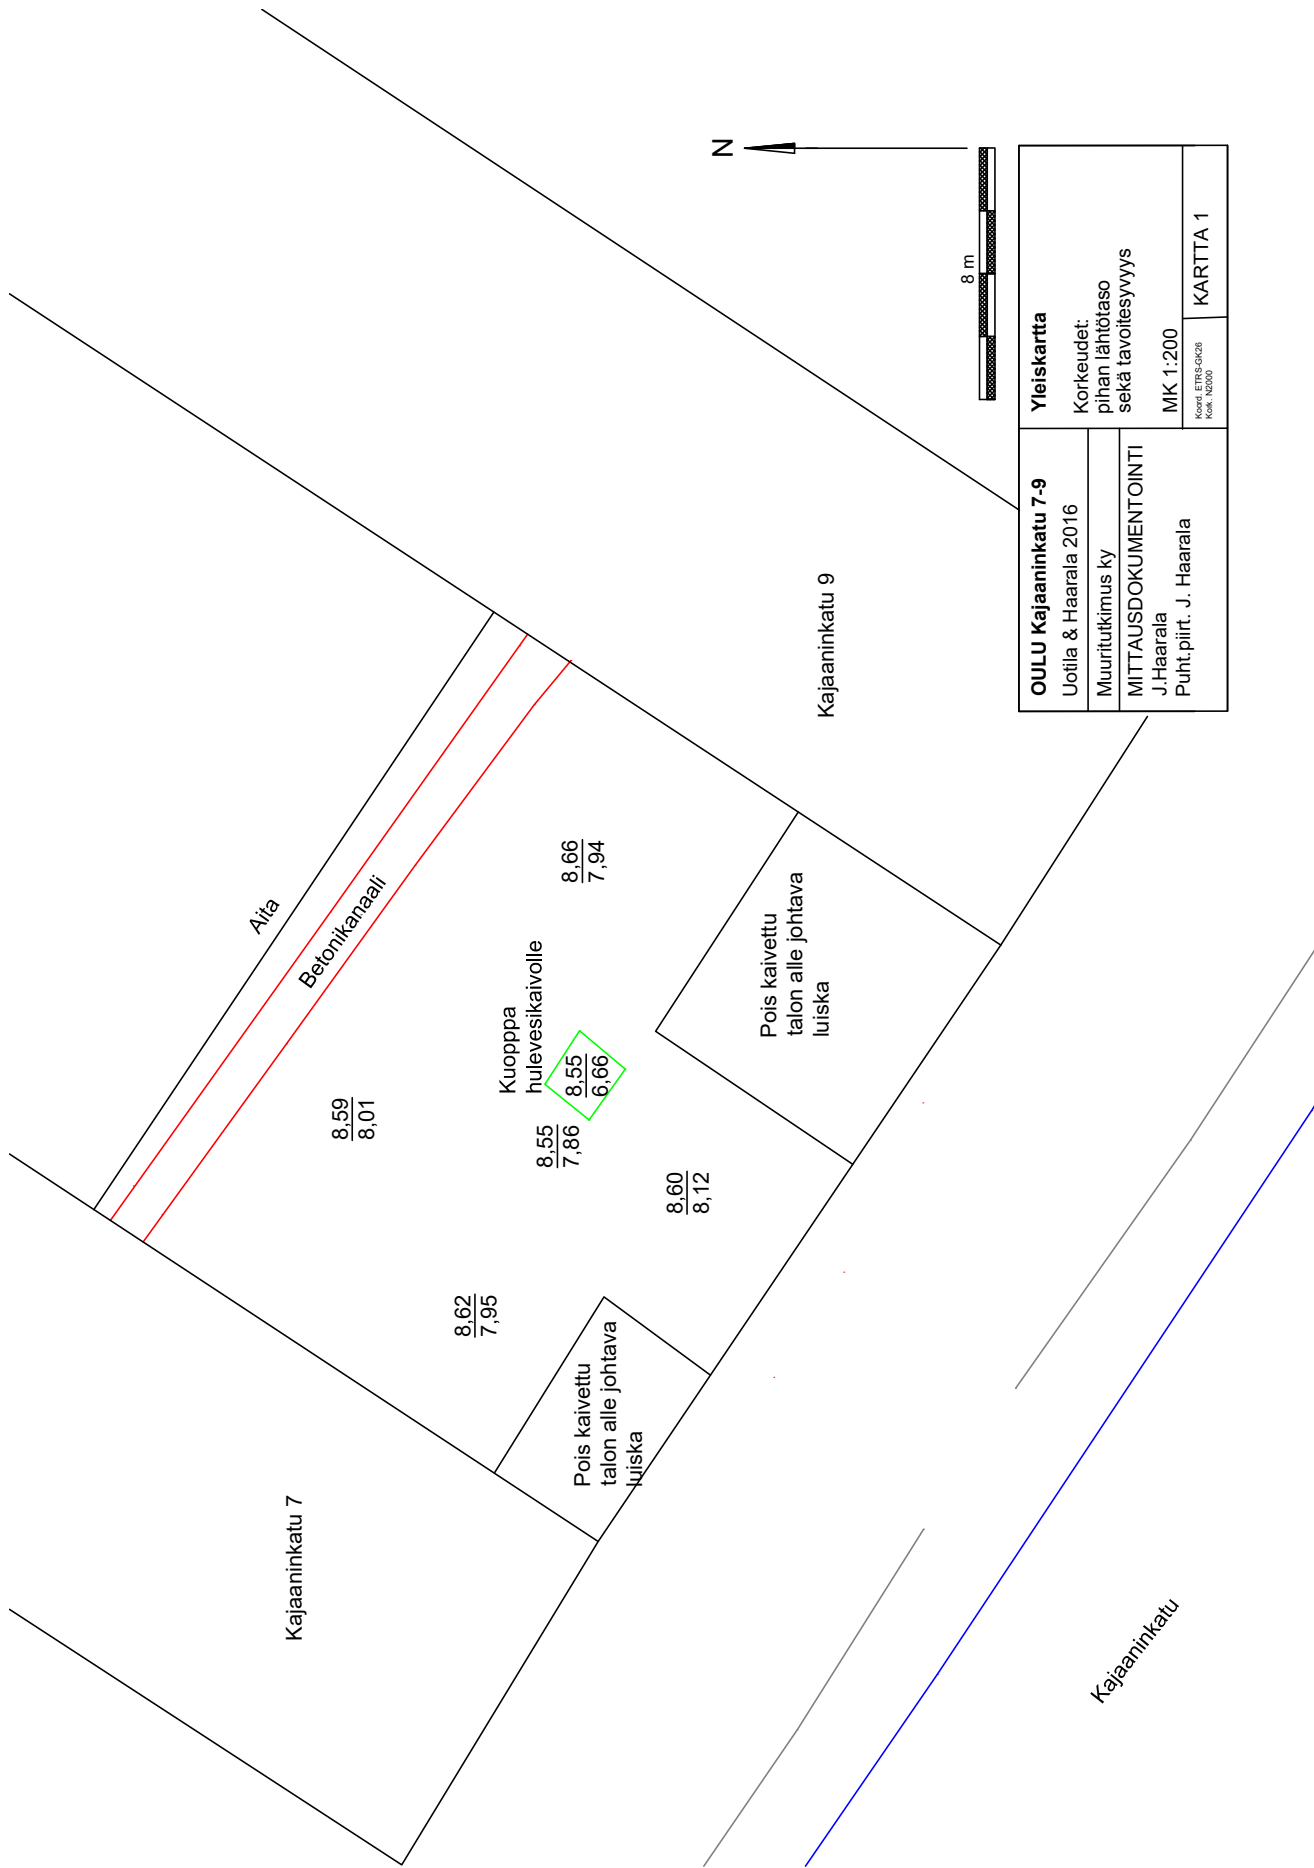 N
8 m
Aita
Betonikanaali
Kajaaninkatu 7
Kajaaninkatu 9
8,59
8,01
8,66
7,94
Kuopppa
hulevesikaivolle
8,55
6,66
8,55
7,86
8,60
8,12
8,62
7,95
Pois kaivettu
talon alle johtava
luiska
Pois kaivettu
talon alle johtava
luiska
Kajaaninkatu
OULU Kajaaninkatu 7-9
Uotila & Haarala 2016
Muuritutkimus ky
MITTAUSDOKUMENTOINTI
J.Haarala
Puht.piirt. J. Haarala
Yleiskartta
Korkeudet:
pihan lähtötaso
sekä tavoitesyvyys
MK 1:200
Koord. ETRS-GK26
Kork. N2000
KARTTA 1